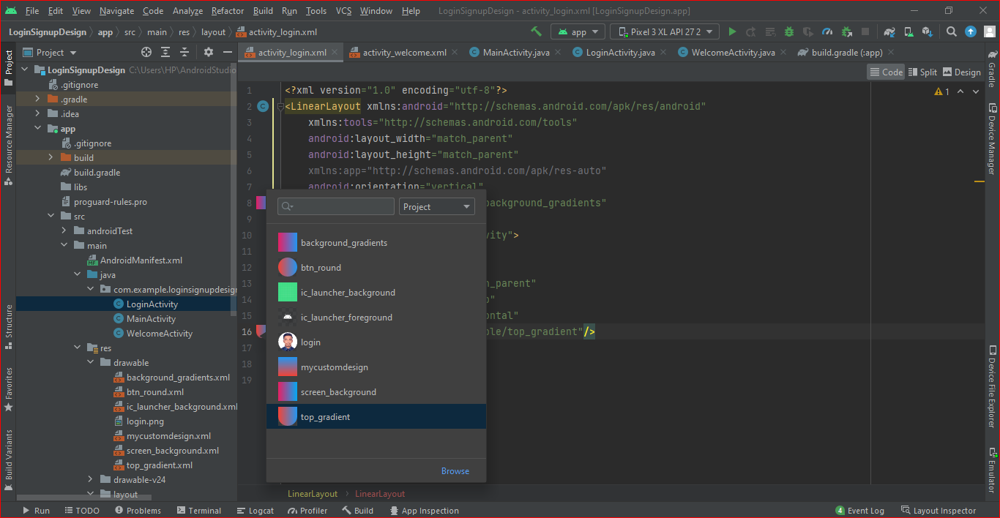 File Edit View Navigate Code Analyze Refactor Build Run Tools VCS Window Help LoginSignupDesign - activity_login.xml [LoginSignupDesign.app]
LoginSignupDesign app src main res layout activity_login.xml app Pixel 3 XL API 27 2
Project activity_login.xml activity_welcome.xml MainActivity.java LoginActivity.java WelcomeActivity.java build.gradle (:app)
Code Split Design
Project
Resource Manager
Structure
Favorites
Build Variants
LoginSignupDesign C:\Users\HP\AndroidStudio
.gitignore
.gradle
.idea
app
.gitignore
build
build.gradle
libs
proguard-rules.pro
src
androidTest
main
AndroidManifest.xml
java
com.example.loginsignupdesign
LoginActivity
MainActivity
WelcomeActivity
res
drawable
background_gradients.xml
btn_round.xml
ic_launcher_background.xml
login.png
mycustomdesign.xml
screen_background.xml
top_gradient.xml
drawable-v24
layout
1 <?xml version="1.0" encoding="utf-8"?>
2 <LinearLayout xmlns:android="http://schemas.android.com/apk/res/android"
3 xmlns:tools="http://schemas.android.com/tools"
4 android:layout_width="match_parent"
5 android:layout_height="match_parent"
6 xmlns:app="http://schemas.android.com/apk/res-auto"
7 android:orientation="vertical"
8 background_gradients"
9
10 vity">
11
12
13 h_parent"
14 "
15 ontal"
16 le/top_gradient"/>
17
18
19
1
Project
background_gradients
btn_round
ic_launcher_background
ic_launcher_foreground
login
mycustomdesign
screen_background
top_gradient
Browse
LinearLayout LinearLayout
Gradle
Device Manager
Device File Explorer
Emulator
Run TODO Problems Terminal Logcat Profiler Build App Inspection 4 Event Log Layout Inspector